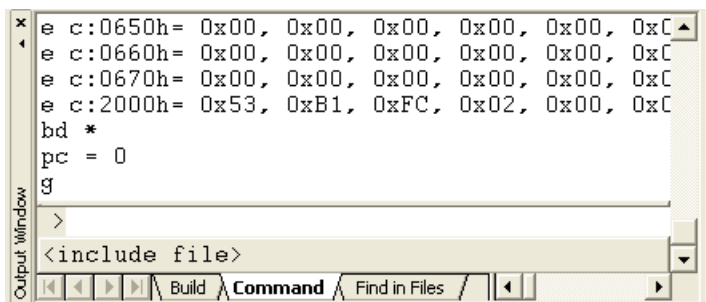 e c:0650h= 0x00, 0x00, 0x00, 0x00, 0x00,
e c:0660h= 0x00, 0x00, 0x00, 0x00, 0x00,
e c:0670h= 0x00, 0x00, 0x00, 0x00, 0x00,
e c:2000h= 0x53, 0xB1, 0xFC, 0x02, 0x00,
bd *
pc = 0
g
>
<include file>
Output Window
Build Command Find in Files